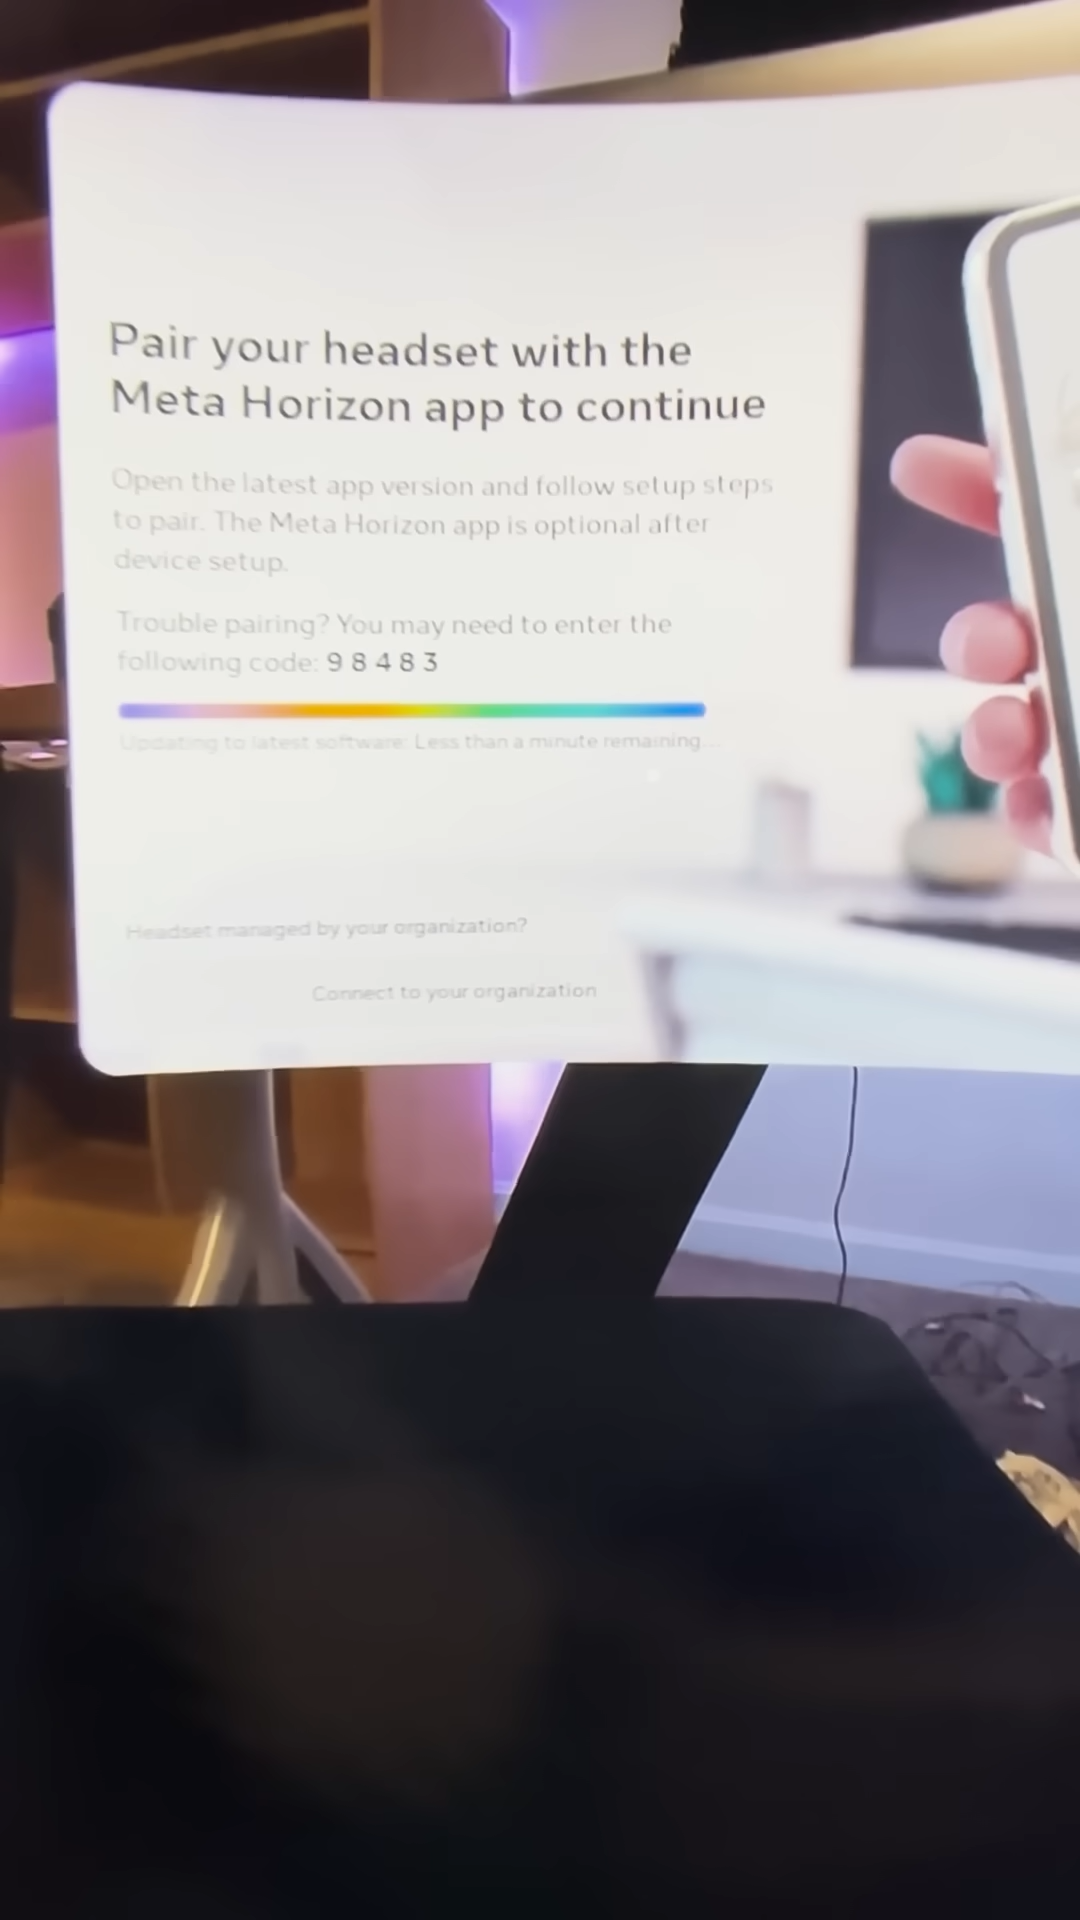 Pair your headset with the
Meta Horizon app to continue
Open the latest app version and follow setup steps
to pair. The Meta Horizon app is optional after
device setup.
Trouble pairing? You may need to enter the
following code: 9 8 4 8 3
Updating to latest software: Less than a minute remaining...
Headset managed by your organization?
Connect to your organization